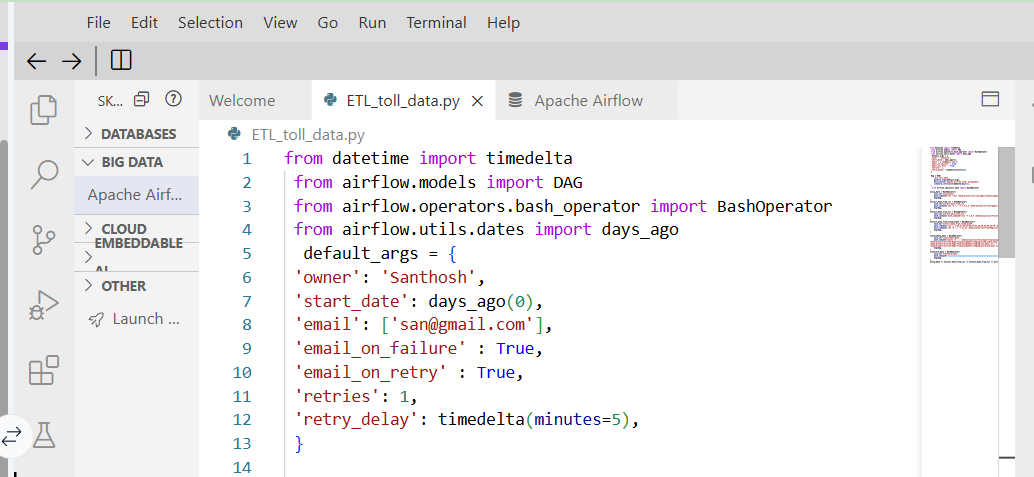 File Edit Selection View Go Run Terminal Help
SK...
Welcome
ETL_toll_data.py
Apache Airflow
DATABASES
BIG DATA
Apache Airf...
CLOUD
EMBEDDABLE
AI
OTHER
Launch ...
ETL_toll_data.py
1 from datetime import timedelta
2 from airflow.models import DAG
3 from airflow.operators.bash_operator import BashOperator
4 from airflow.utils.dates import days_ago
5 default_args = {
6 'owner': 'Santhosh',
7 'start_date': days_ago(0),
8 'email': ['san@gmail.com'],
9 'email_on_failure' : True,
10 'email_on_retry' : True,
11 'retries': 1,
12 'retry_delay': timedelta(minutes=5),
13 }
14